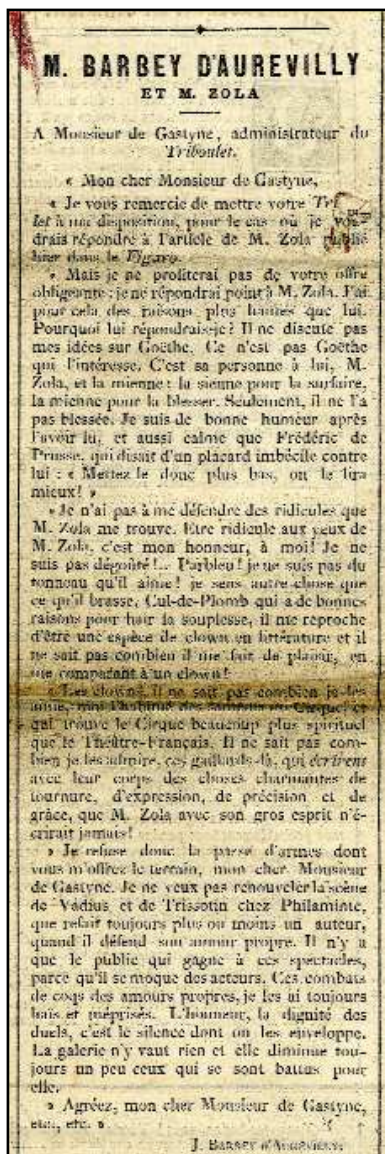 M. BARBEY D'AUREVILLY
ET M. ZOLA
A Monsieur de Gastyne, administrateur du
Triboulet.
« Mon cher Monsieur de Gastyne,
« Je vous remercie de mettre votre
let à ma disposition, pour le cas où je vou-
drais répondre à l'article de M. Zola publié
hier dans le Figaro.
» Mais je ne profiterai pas de votre offre
obligeante : je ne répondrai point à M. Zola. J'ai
pour cela des raisons plus hautes que lui.
Pourquoi lui répondrais-je? Il ne discute pas
mes idées sur Goëthe. Ce n'est pas Goëthe
qui l'intéresse. C'est sa personne à lui, M.
Zola, et la mienne : la sienne pour la surfaire,
la mienne pour la blesser. Seulement, il ne l'a
pas blessée. Je suis de bonne humeur après
l'avoir lu, et aussi calme que Frédéric de
Prusse, qui disait d'un placard imbécile contre
lui : « Mettez le donc plus bas, on le lira
mieux! »
» Je n'ai pas à me défendre des ridicules que
M. Zola me trouve. Etre ridicule aux yeux de
M. Zola, c'est mon honneur, à moi! Je ne
suis pas dégoûté!... Parbleu! je ne suis pas du
tonneau qu'il aime! je sens autre chose que
ce qu'il brasse. Cul-de-Plomb qui a de bonnes
raisons pour haïr la souplesse, il me reproche
d'être une espèce de clown en littérature et il
ne sait pas combien il me fait de plaisir, en
me comparant à un clown!
« Les clowns, il ne sait pas combien je les
aime, moi l'habitué des du Cirque, et
qui trouve le Cirque beaucoup plus spirituel
que le Théâtre-Français. Il ne sait pas com-
bien je les admire, ces gaillards-là, qui écrivent
avec leur corps des choses charmantes de
tournure, d'expression, de précision et de
grâce, que M. Zola avec son gros esprit n'é-
crirait jamais!
» Je refuse donc la passe d'armes dont
vous m'offrez le terrain, mon cher Monsieur
de Gastyne. Je ne veux pas renouveler la scène
de Vadius et de Trissotin chez Philaminte,
que refait toujours plus ou moins un auteur,
quand il défend son amour propre. Il n'y a
que le public qui gagne à ces spectacles,
parce qu'il se moque des acteurs. Ces combats
de coqs des amours propres, je les ai toujours
haïs et méprisés. L'honneur, la dignité des
duels, c'est le silence dont on les enveloppe.
La galerie n'y vaut rien et elle diminue tou-
jours un peu ceux qui se sont battus pour
elle.
» Agréez, mon cher Monsieur de Gastyne,
etc., etc. »
J. BARBEY D'AUREVILLY.